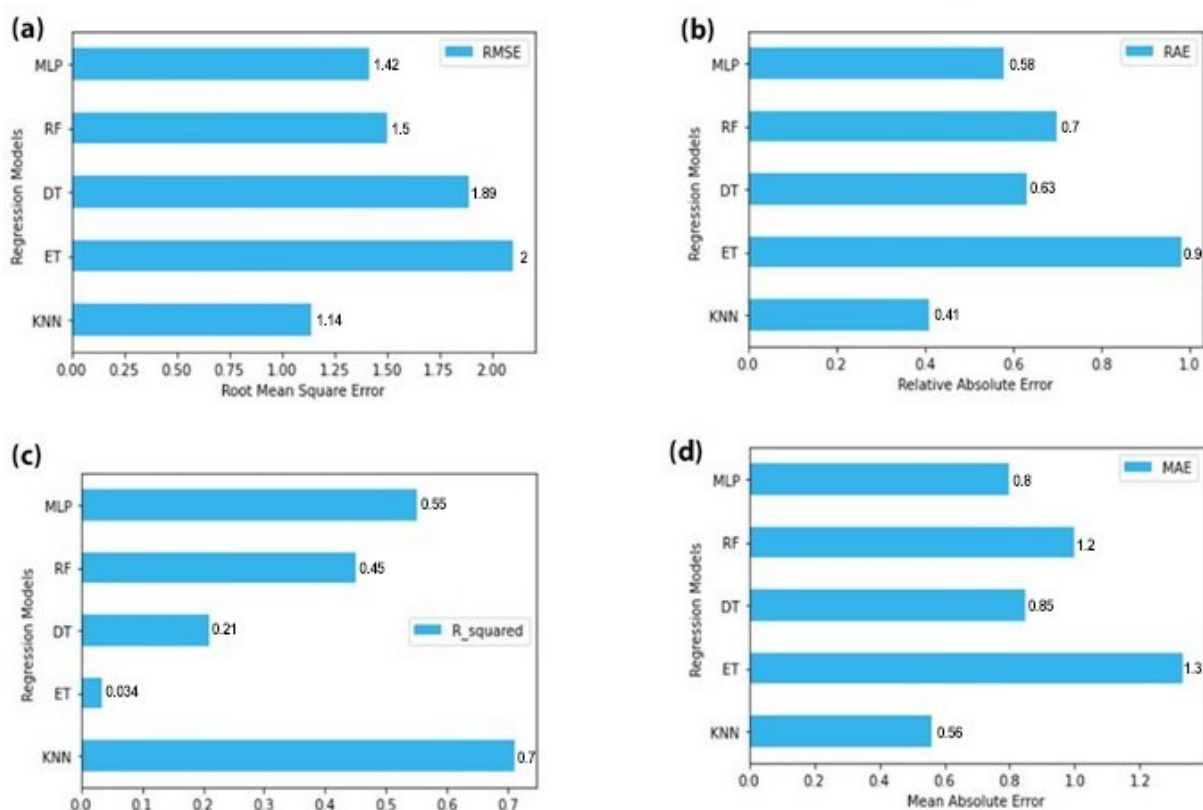 (a)
RMSE
MLP
1.42
RF
1.5
DT
1.89
ET
2
KNN
1.14
Regression Models
0.00 0.25 0.50 0.75 1.00 1.25 1.50 1.75 2.00
Root Mean Square Error
(b)
RAE
MLP
0.58
RF
0.7
DT
0.63
ET
0.9
KNN
0.41
Regression Models
0.0 0.2 0.4 0.6 0.8 1.0
Relative Absolute Error
(c)
MLP
0.55
RF
0.45
DT
0.21
R_squared
ET
0.034
KNN
0.7
Regression Models
0.0 0.1 0.2 0.3 0.4 0.5 0.6 0.7
(d)
MAE
MLP
0.8
RF
1.2
DT
0.85
ET
1.3
KNN
0.56
Regression Models
0.0 0.2 0.4 0.6 0.8 1.0 1.2
Mean Absolute Error